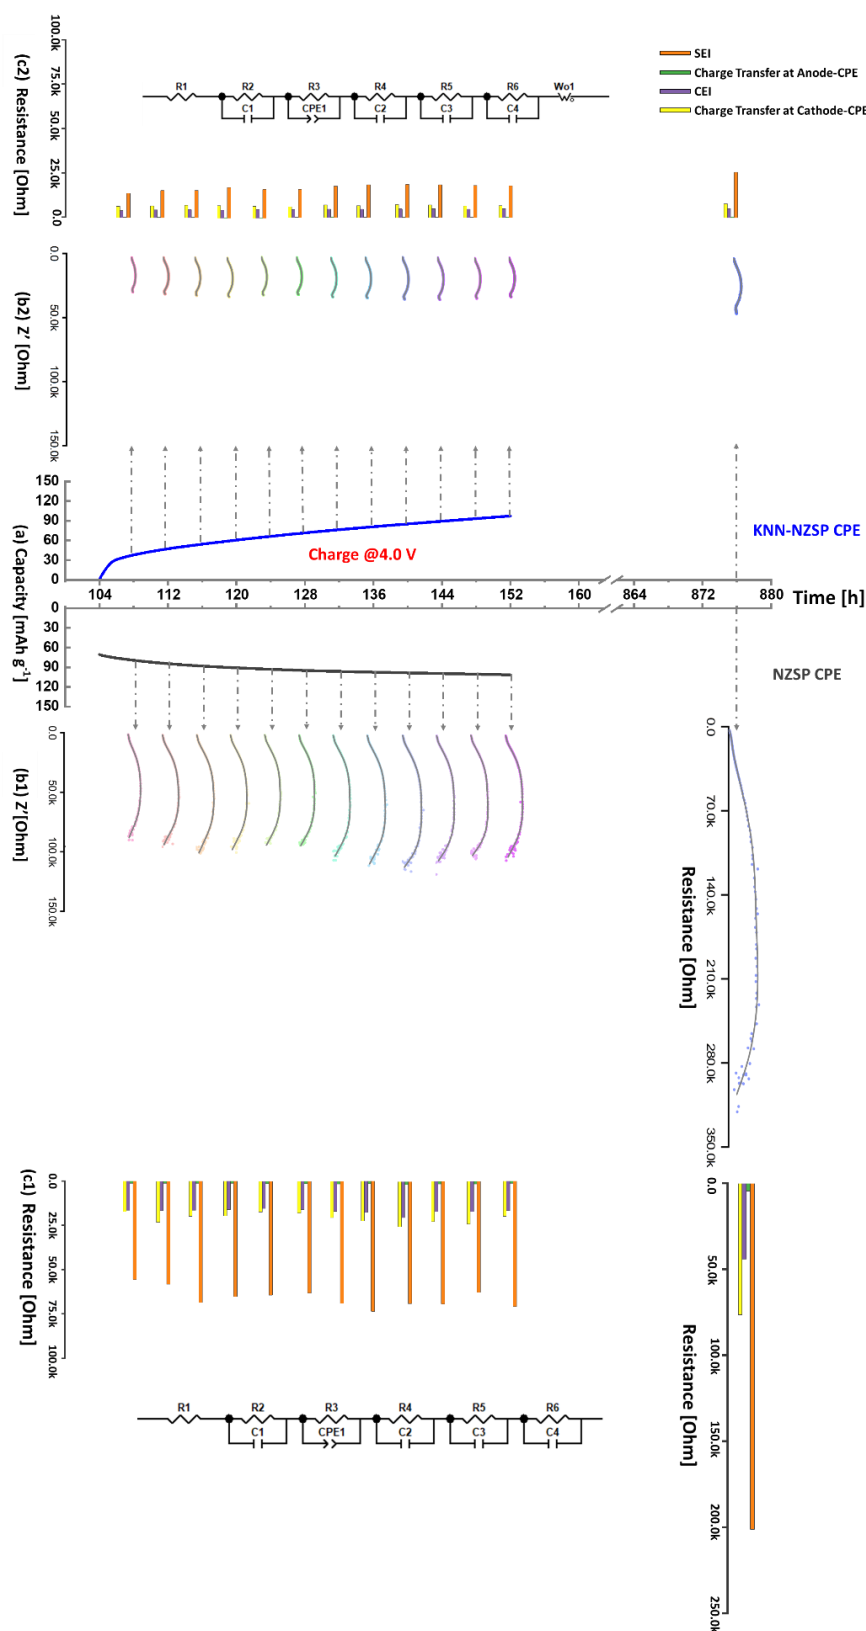 (c2) Resistance [Ohm]
100.0k
75.0k
50.0k
25.0k
0.0
R1 R2 R3 R4 R5 R6 Wo1
C1 CPE1 C2 C3 C4
SEI
Charge Transfer at Anode-CPE
CEI
Charge Transfer at Cathode-CPE
(b2) Z' [Ohm]
0.0
50.0k
100.0k
150.0k
(a) Capacity [mAh g-1]
150
120
90
60
30
0
KNN-NZSP CPE
Charge @4.0 V
104 112 120 128 136 144 152 160 864 872 880
Time [h]
0
30
60
90
120
150
NZSP CPE
(b1) Z'[Ohm]
0.0
50.0k
100.0k
150.0k
Resistance [Ohm]
0.0
70.0k
140.0k
210.0k
280.0k
350.0k
(c1) Resistance [Ohm]
0.0
25.0k
50.0k
75.0k
100.0k
Resistance [Ohm]
0.0
50.0k
100.0k
150.0k
200.0k
250.0k
R1 R2 R3 R4 R5 R6
C1 CPE1 C2 C3 C4